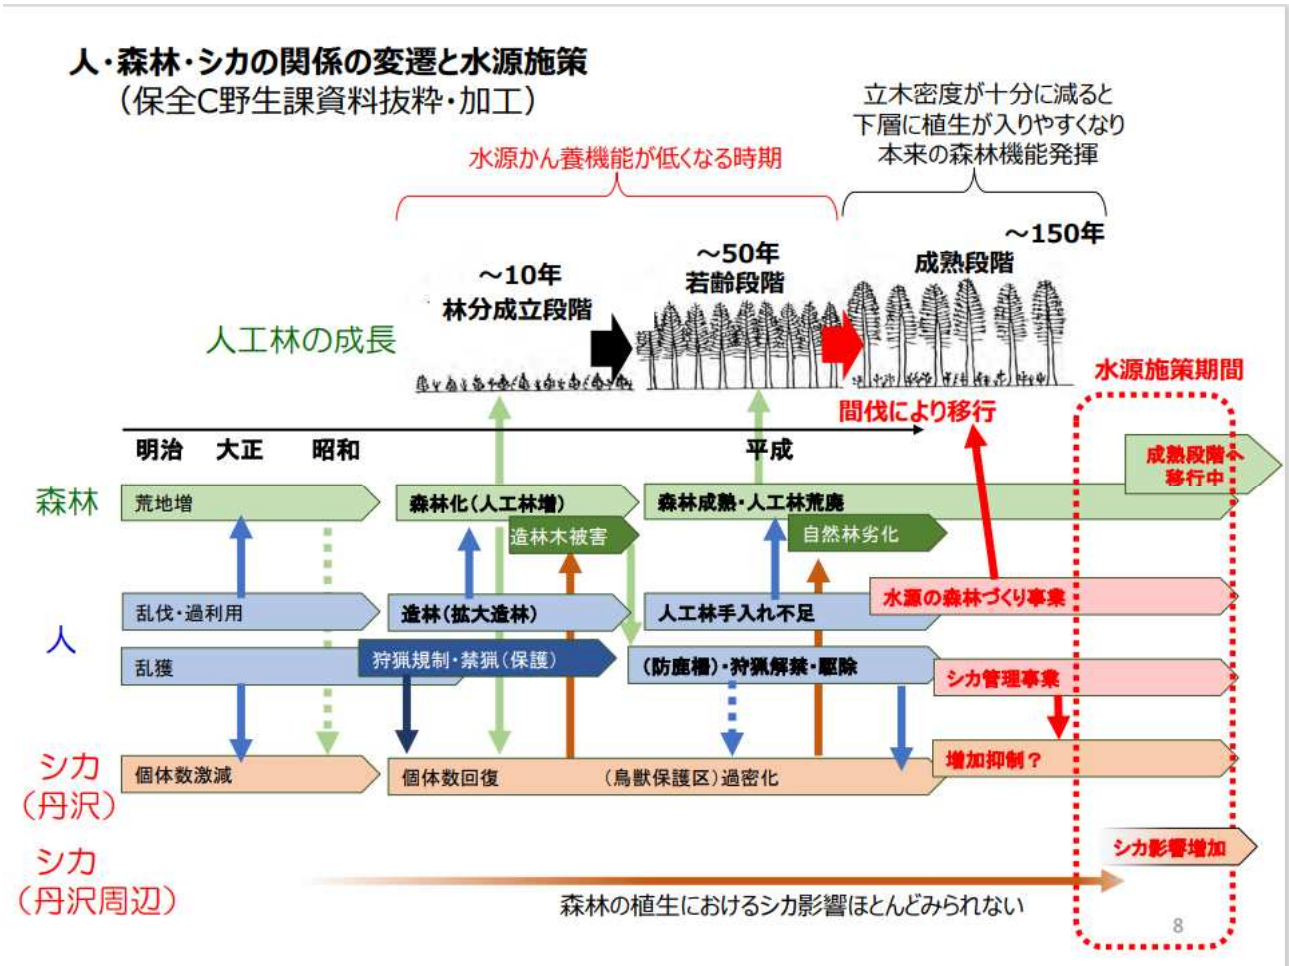 人・森林・シカの関係の変遷と水源施策
（保全C野生課資料抜粋・加工）
立木密度が十分に減ると
下層に植生が入りやすくなり
本来の森林機能発揮
水源かん養機能が低くなる時期
～10年
林分成立段階
～50年
若齢段階
～150年
成熟段階
人工林の成長
間伐により移行
水源施策期間
明治
大正
昭和
平成
成熟段階へ
移行中
森林
荒地増
森林化（人工林増）
森林成熟・人工林荒廃
造林木被害
自然林劣化
人
乱伐・過利用
造林（拡大造林）
人工林手入れ不足
水源の森林づくり事業
乱獲
狩猟規制・禁猟（保護）
（防鹿柵）・狩猟解禁・駆除
シカ管理事業
シカ
（丹沢）
個体数激減
個体数回復
（鳥獣保護区）過密化
増加抑制？
シカ
（丹沢周辺）
シカ影響増加
森林の植生におけるシカ影響ほとんどみられない
8